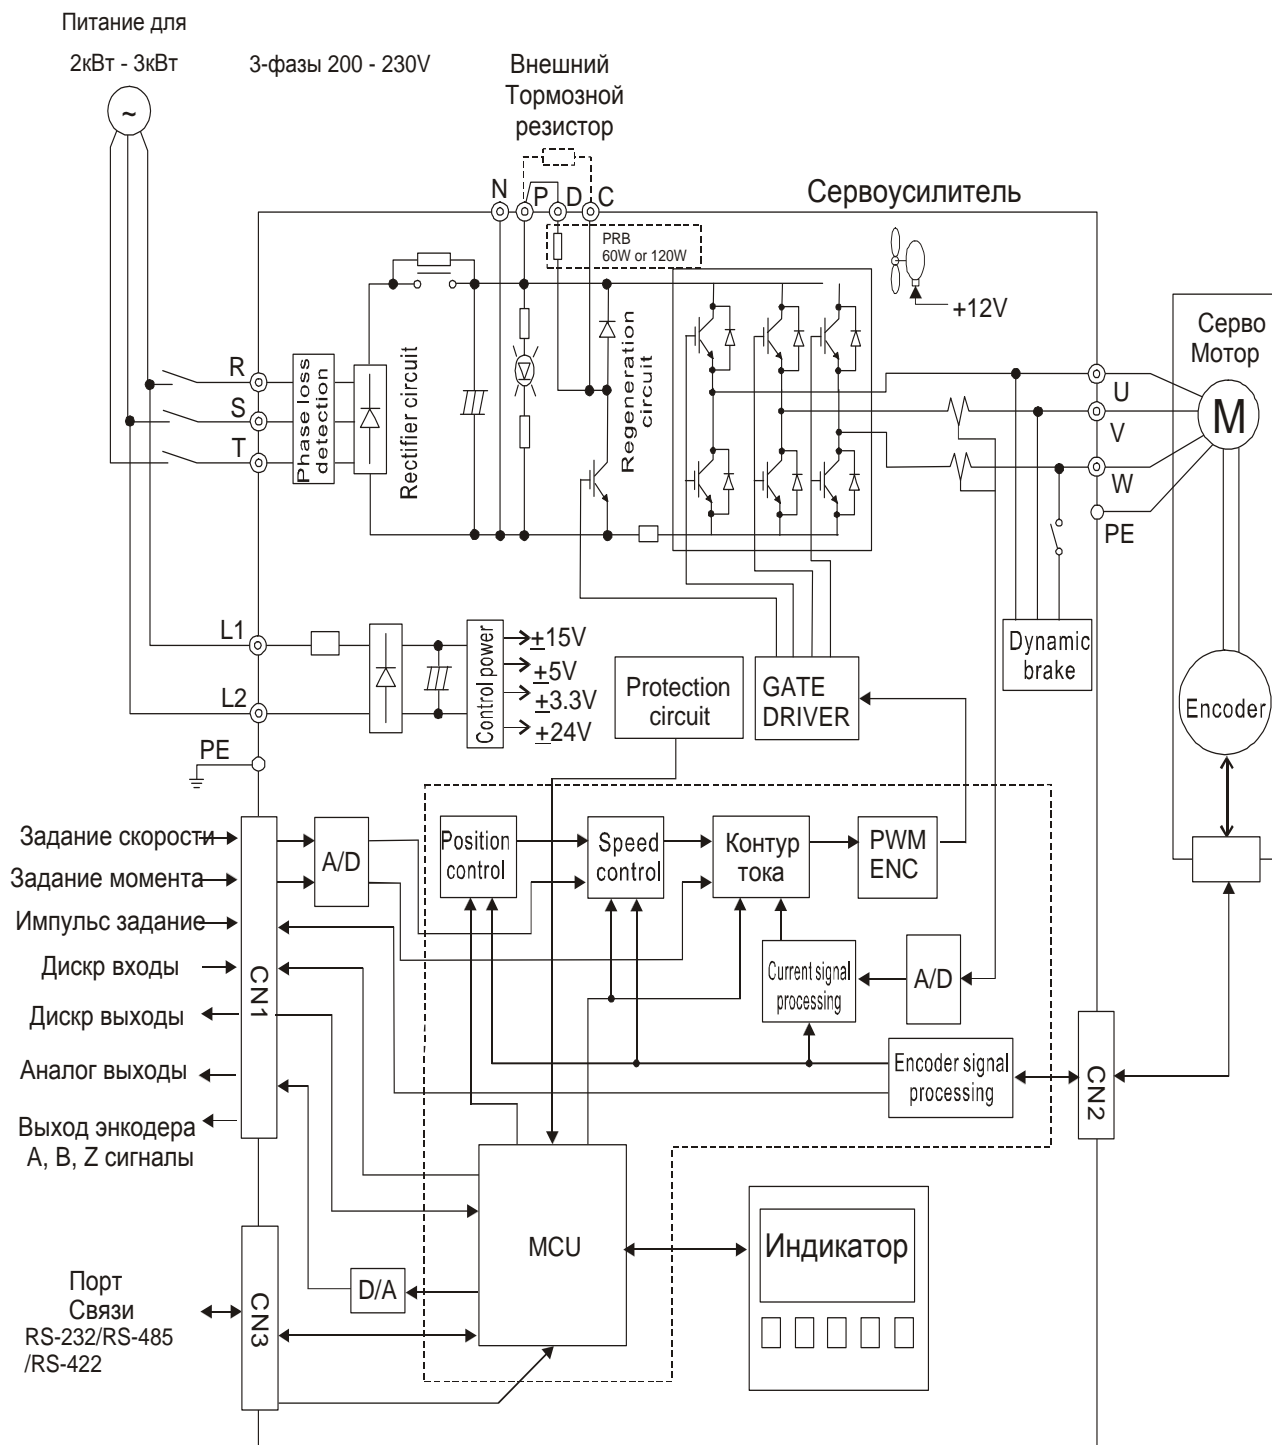 Питание для
2кВт - 3кВт
3-фазы 200 - 230V
Внешний
Тормозной
резистор
~
N
P
D
C
Сервоусилитель
PRB
60W or 120W
+12V
Серво
Мотор
R
S
T
Phase loss
detection
Rectifier circuit
Regeneration
circuit
U
V
W
PE
M
L1
L2
PE
Control power
+15V
+5V
+3.3V
+24V
Protection
circuit
GATE
DRIVER
Dynamic
brake
Encoder
Задание скорости
Задание момента
Импульс задание
Дискр входы
Дискр выходы
Аналог выходы
Выход энкодера
A, B, Z сигналы
CN1
A/D
Position
control
Speed
control
Контур
тока
PWM
ENC
Current signal
processing
A/D
Encoder signal
processing
CN2
MCU
Индикатор
D/A
Порт
Связи
RS-232/RS-485
/RS-422
CN3